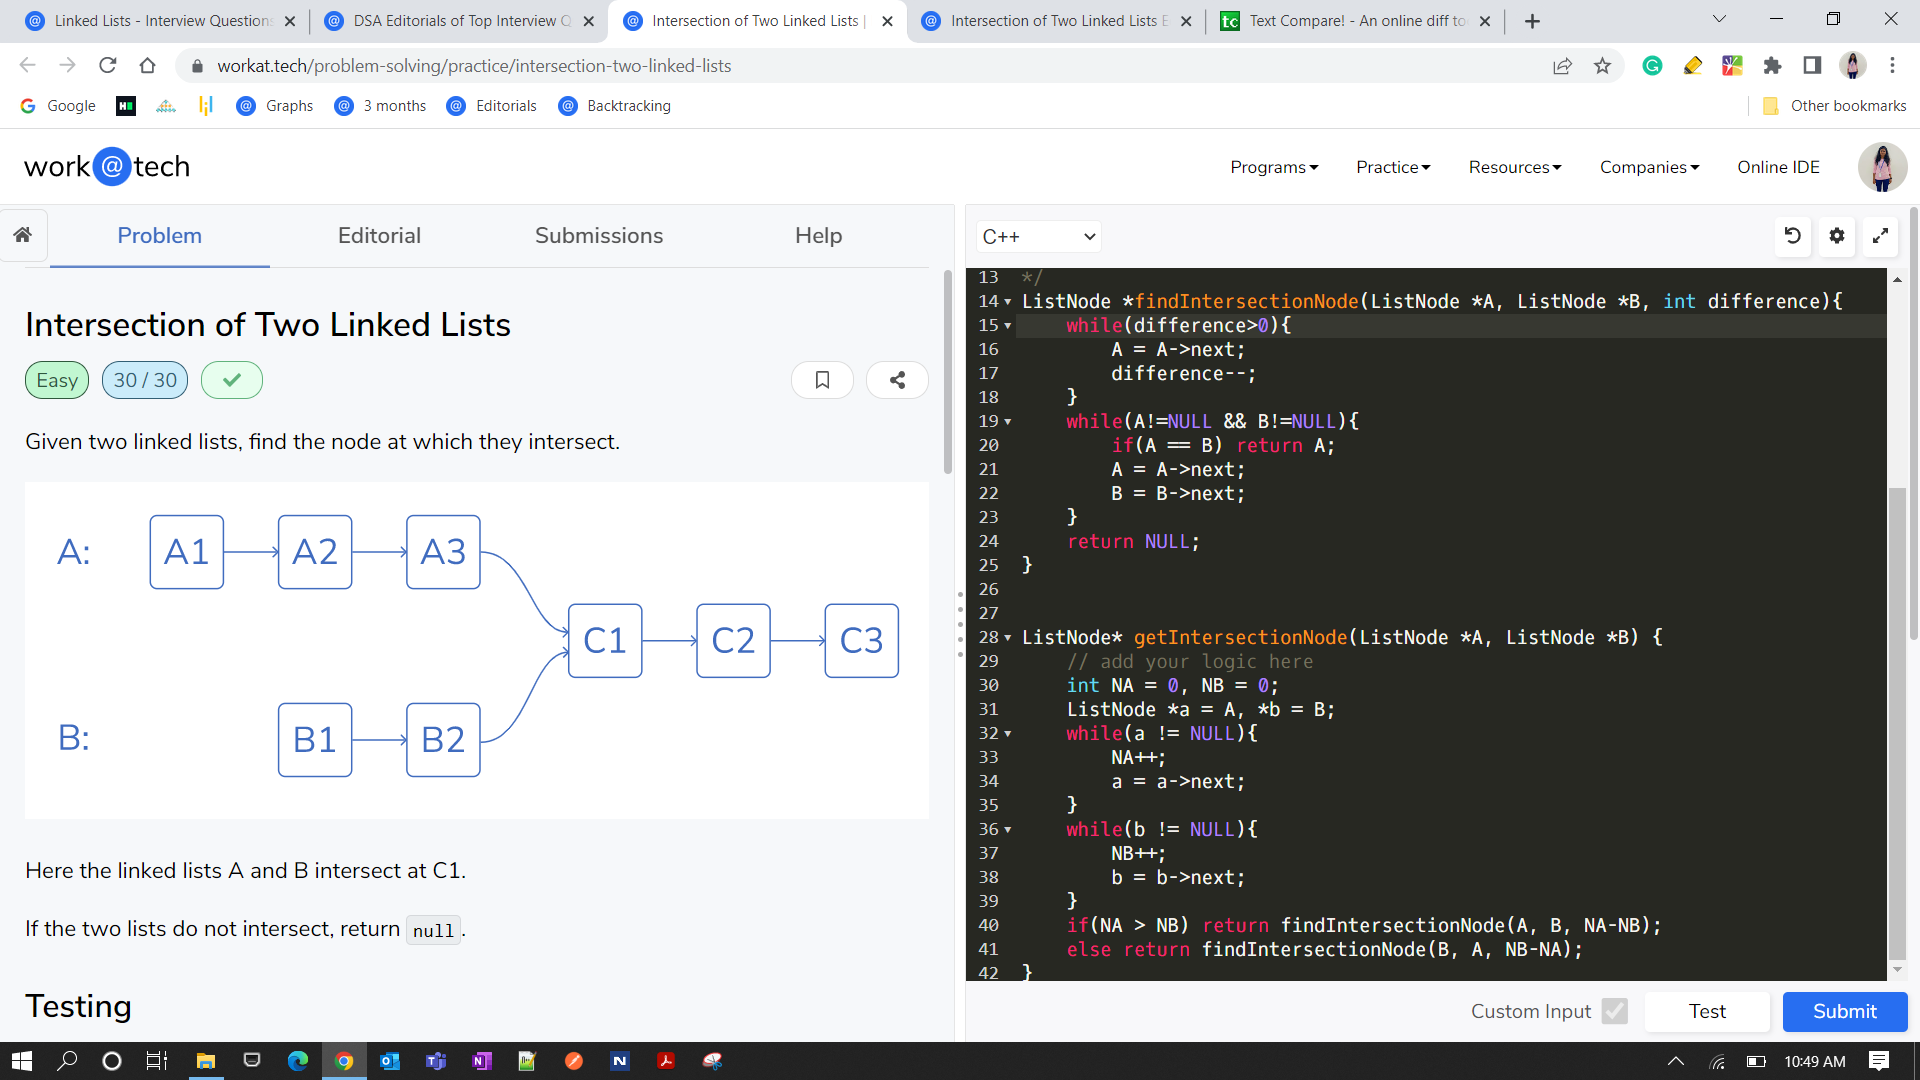 Linked Lists - Interview Questions
DSA Editorials of Top Interview Q
Intersection of Two Linked Lists |
Intersection of Two Linked Lists E
tc Text Compare! - An online diff to
workat.tech/problem-solving/practice/intersection-two-linked-lists
Google
Graphs
3 months
Editorials
Backtracking
Other bookmarks
work@tech
Programs
Practice
Resources
Companies
Online IDE
Problem
Editorial
Submissions
Help
Intersection of Two Linked Lists
Easy
30 / 30
Given two linked lists, find the node at which they intersect.
A: A1 A2 A3
C1 C2 C3
B: B1 B2
Here the linked lists A and B intersect at C1.
If the two lists do not intersect, return null.
Testing
C++
13 */
14 ListNode *findIntersectionNode(ListNode *A, ListNode *B, int difference){
15 while(difference>0){
16 A = A->next;
17 difference--;
18 }
19 while(A!=NULL && B!=NULL){
20 if(A == B) return A;
21 A = A->next;
22 B = B->next;
23 }
24 return NULL;
25 }
26
27
28 ListNode* getIntersectionNode(ListNode *A, ListNode *B) {
29 // add your logic here
30 int NA = 0, NB = 0;
31 ListNode *a = A, *b = B;
32 while(a != NULL){
33 NA++;
34 a = a->next;
35 }
36 while(b != NULL){
37 NB++;
38 b = b->next;
39 }
40 if(NA > NB) return findIntersectionNode(A, B, NA-NB);
41 else return findIntersectionNode(B, A, NB-NA);
42 }
Custom Input
Test
Submit
10:49 AM